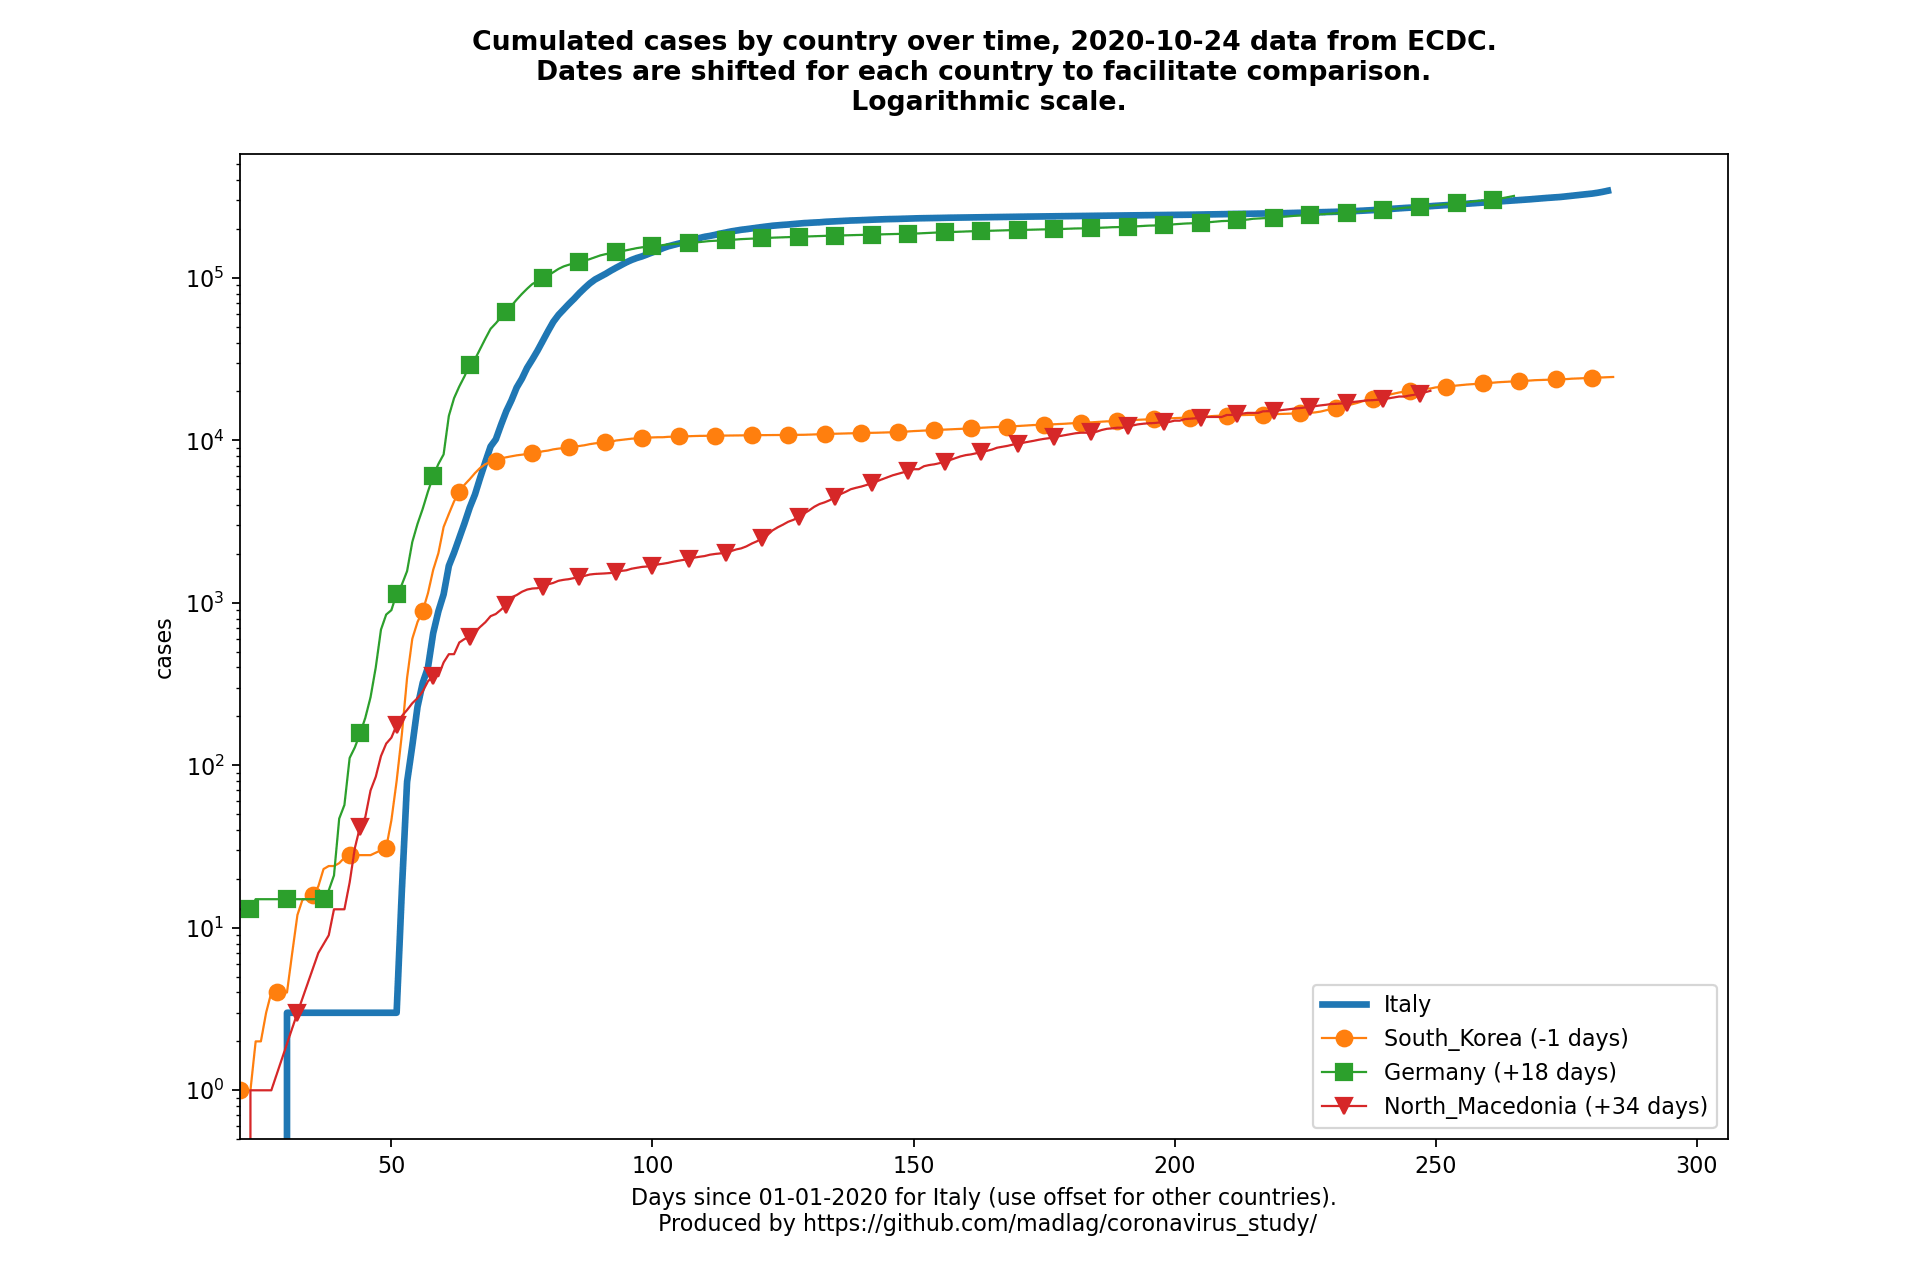 Cumulated cases by country over time, 2020-10-24 data from ECDC.
Dates are shifted for each country to facilitate comparison.
Logarithmic scale.
cases
10^5
10^4
10^3
10^2
10^1
10^0
50
100
150
200
250
300
Italy
South_Korea (-1 days)
Germany (+18 days)
North_Macedonia (+34 days)
Days since 01-01-2020 for Italy (use offset for other countries).
Produced by https://github.com/madlag/coronavirus_study/